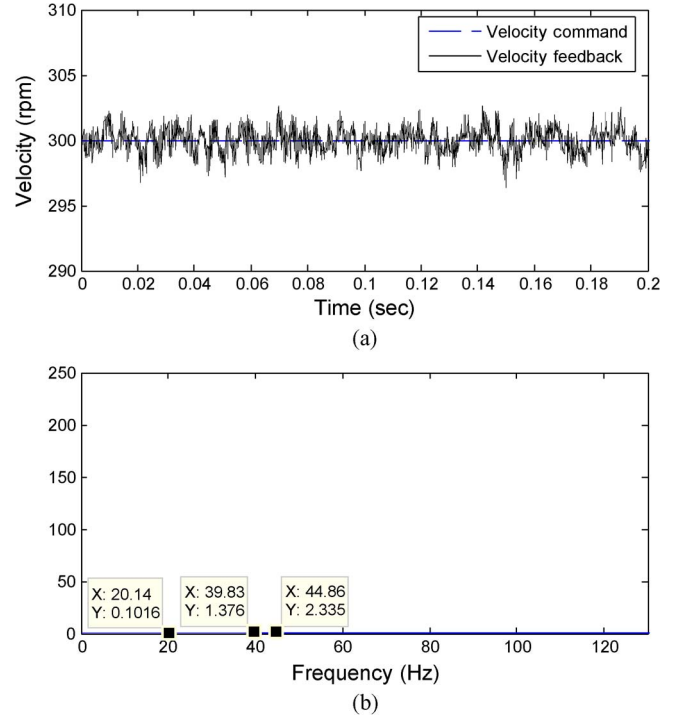 310
305
300
295
290
Velocity (rpm)
Velocity command
Velocity feedback
0 0.02 0.04 0.06 0.08 0.1 0.12 0.14 0.16 0.18 0.2
Time (sec)
(a)
250
200
150
100
50
0
X: 20.14
Y: 0.1016
X: 39.83
Y: 1.376
X: 44.86
Y: 2.335
0 20 40 60 80 100 120
Frequency (Hz)
(b)